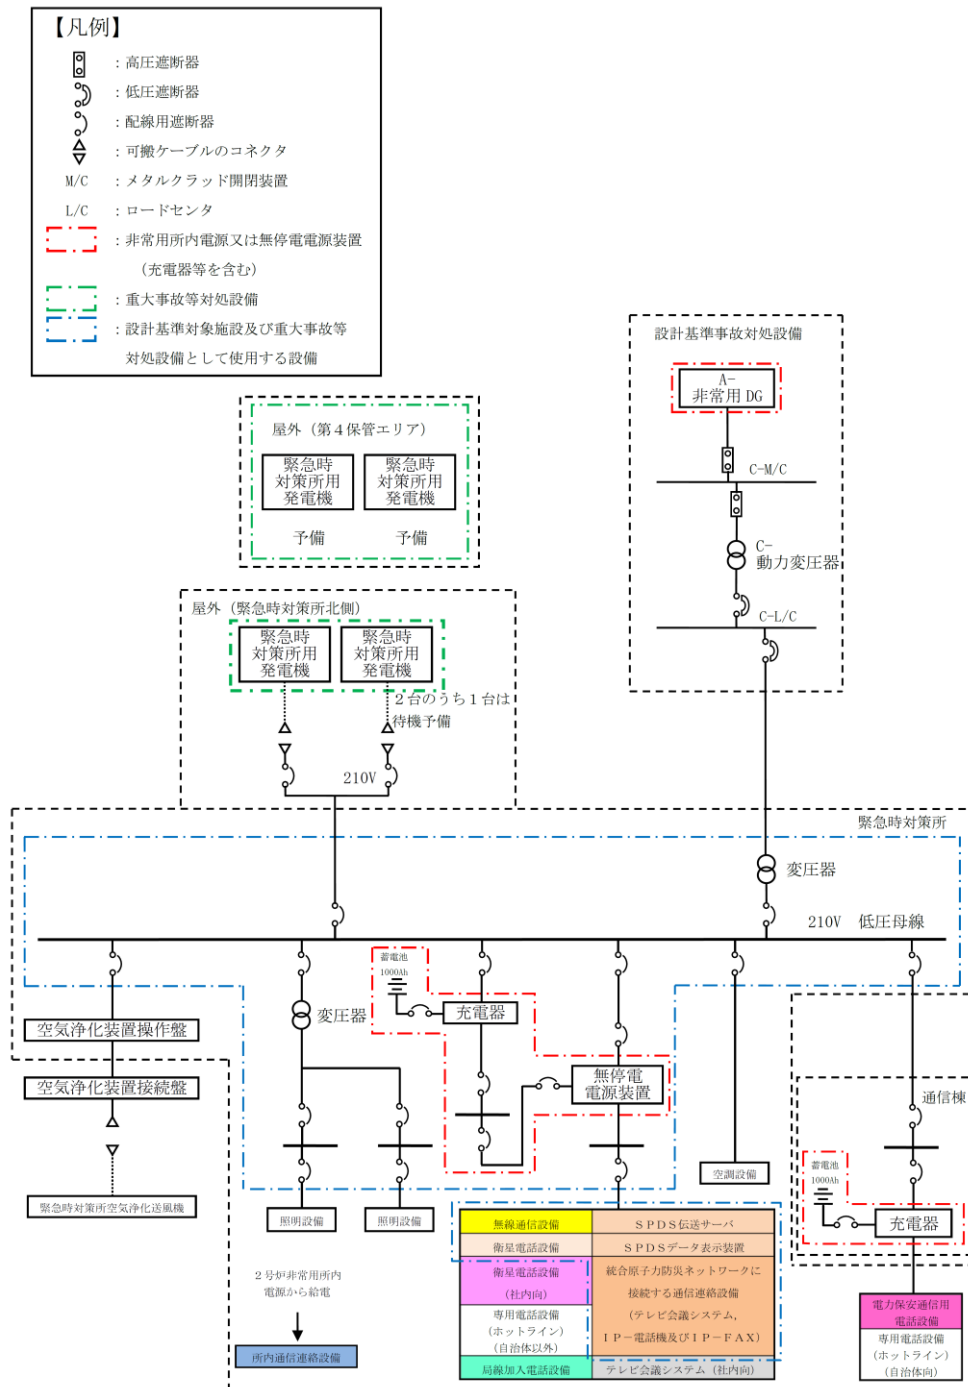 【凡例】
：高圧遮断器
：低圧遮断器
：配線用遮断器
：可搬ケーブルのコネクタ
M/C ：メタルクラッド開閉装置
L/C ：ロードセンタ
：非常用所内電源又は無停電電源装置
（充電器等を含む）
：重大事故等対処設備
：設計基準対象施設及び重大事故等
対処設備として使用する設備
設計基準事故対処設備
A-
非常用 DG
C-M/C
C-
動力変圧器
C-L/C
屋外（第４保管エリア）
緊急時
対策所用
発電機
緊急時
対策所用
発電機
予備
予備
屋外（緊急時対策所北側）
緊急時
対策所用
発電機
緊急時
対策所用
発電機
２台のうち１台は
待機予備
210V
緊急時対策所
変圧器
210V 低圧母線
蓄電池
1000Ah
充電器
変圧器
無停電
電源装置
空気浄化装置操作盤
空気浄化装置接続盤
緊急時対策所空気浄化送風機
照明設備
照明設備
空調設備
通信棟
蓄電池
1000Ah
充電器
２号炉非常用所内
電源から給電
所内通信連絡設備
無線通信設備
衛星電話設備
衛星電話設備
（社内向）
専用電話設備
（ホットライン）
（自治体以外）
局線加入電話設備
ＳＰＤＳ伝送サーバ
ＳＰＤＳデータ表示装置
統合原子力防災ネットワークに
接続する通信連絡設備
（テレビ会議システム，
ＩＰ－電話機及びＩＰ－ＦＡＸ）
テレビ会議システム（社内向）
電力保安通信用
電話設備
専用電話設備
（ホットライン）
（自治体向）